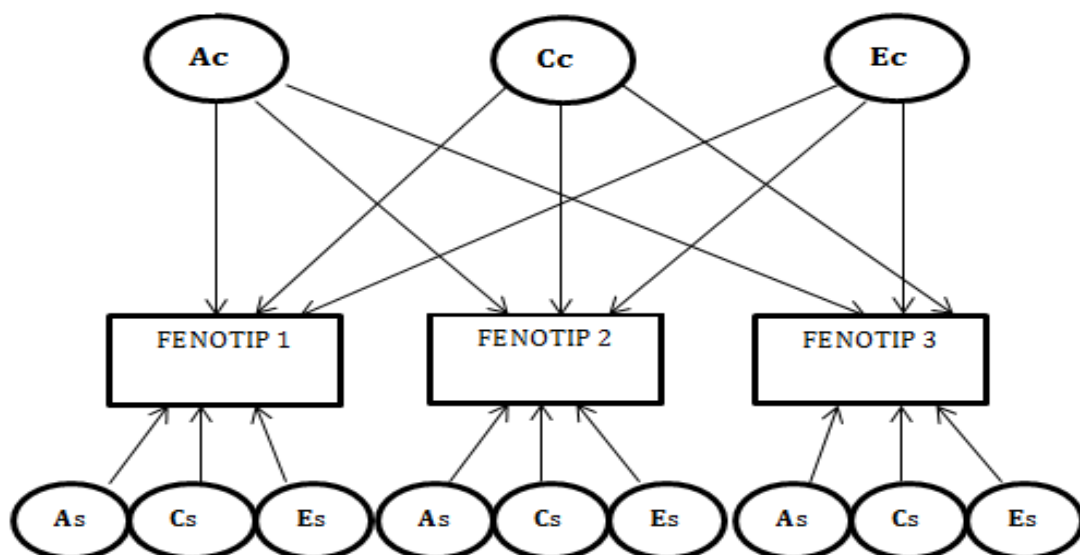 Ac Cc Ec
FENOTIP 1 FENOTIP 2 FENOTIP 3
As Cs Es As Cs Es As Cs Es